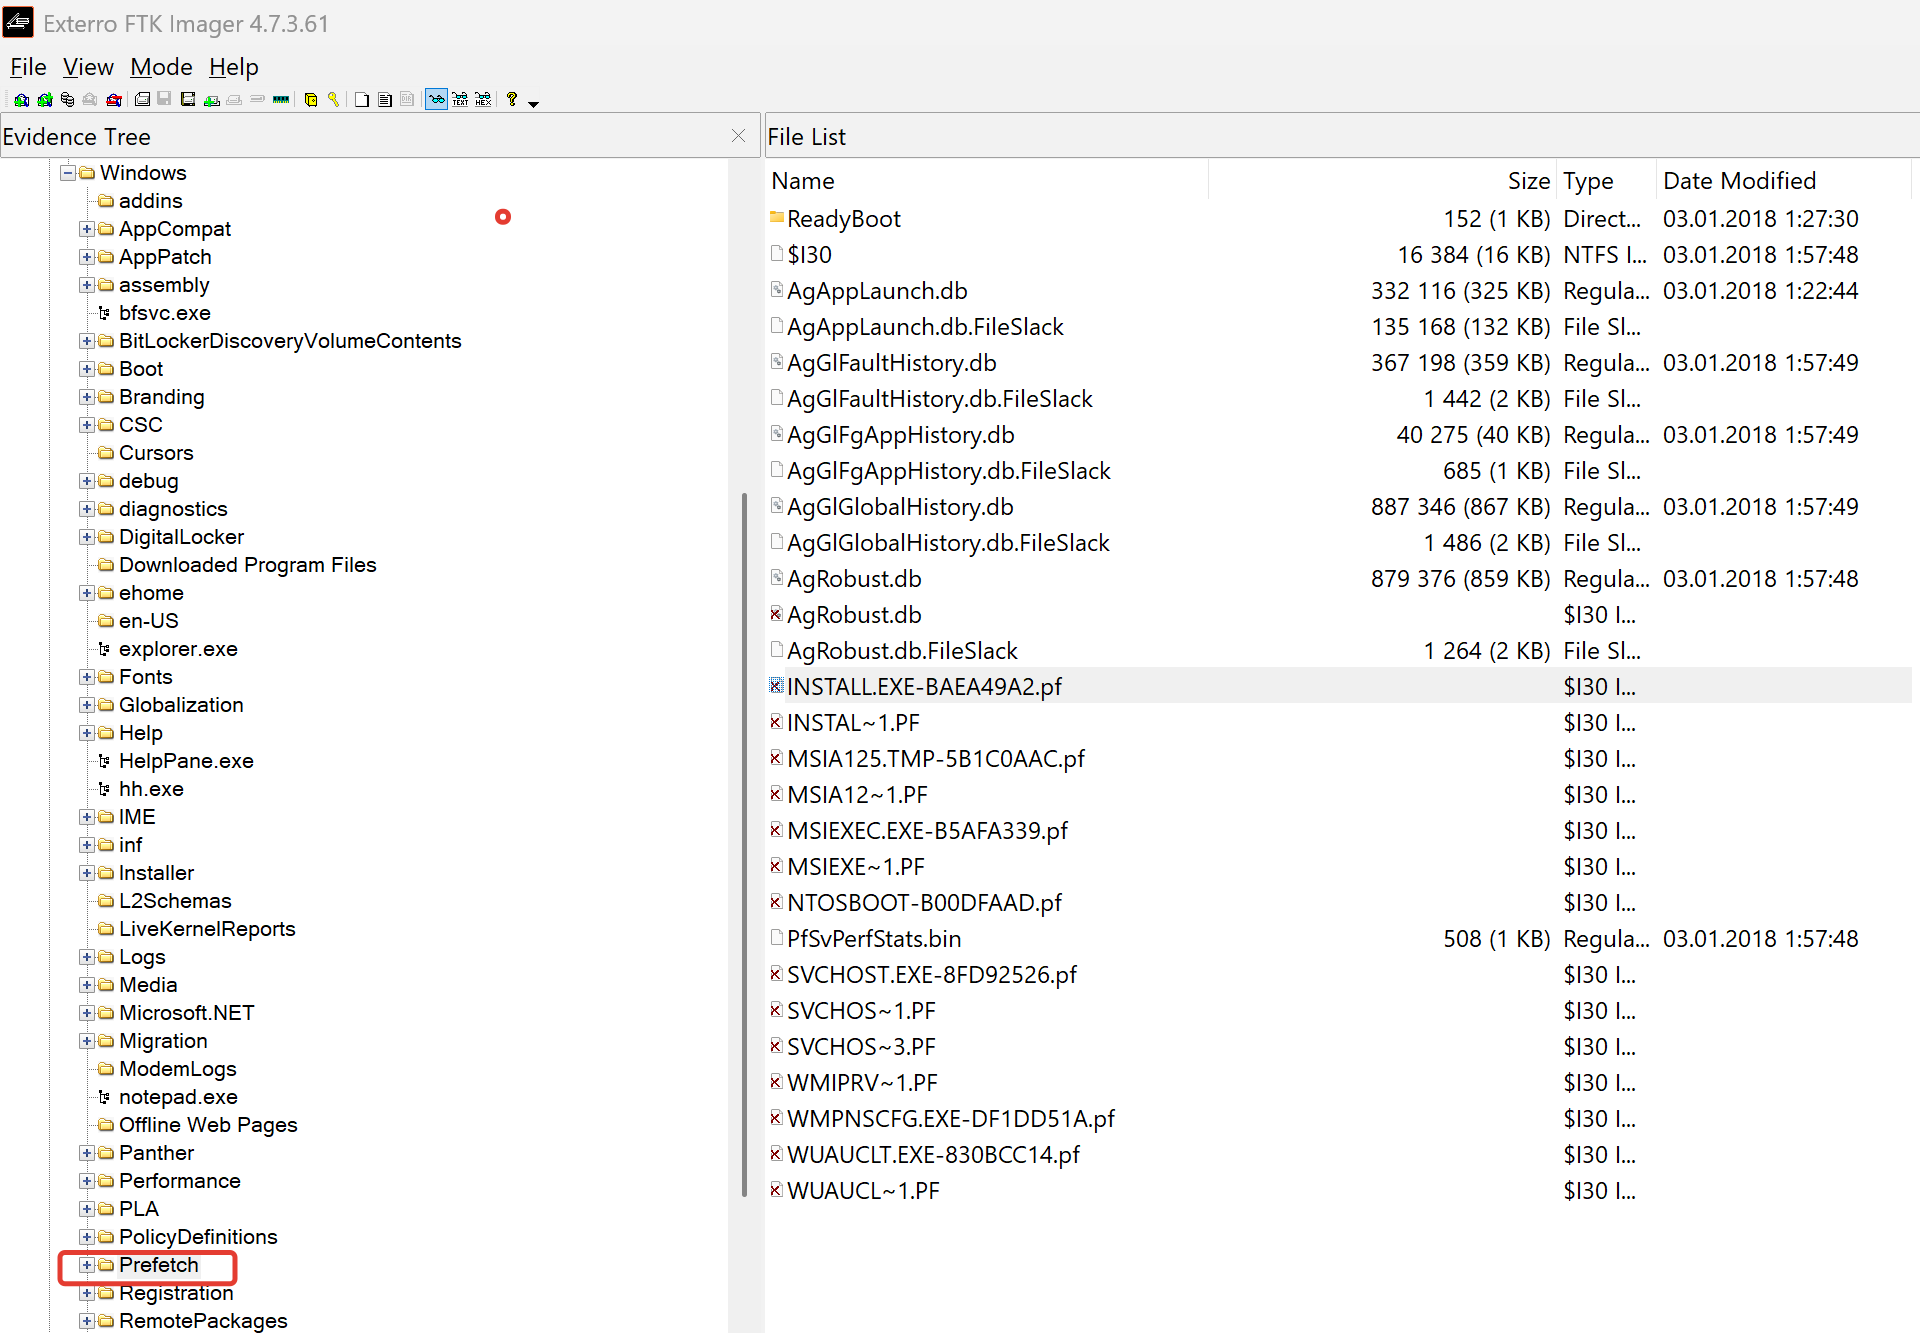 Exterro FTK Imager 4.7.3.61
File View Mode Help
Evidence Tree
Windows
addins
AppCompat
AppPatch
assembly
bfsvc.exe
BitLockerDiscoveryVolumeContents
Boot
Branding
CSC
Cursors
debug
diagnostics
DigitalLocker
Downloaded Program Files
ehome
en-US
explorer.exe
Fonts
Globalization
Help
HelpPane.exe
hh.exe
IME
inf
Installer
L2Schemas
LiveKernelReports
Logs
Media
Microsoft.NET
Migration
ModemLogs
notepad.exe
Offline Web Pages
Panther
Performance
PLA
PolicyDefinitions
Prefetch
Registration
RemotePackages
File List
Name Size Type Date Modified
ReadyBoot 152 (1 KB) Direct... 03.01.2018 1:27:30
$I30 16 384 (16 KB) NTFS I... 03.01.2018 1:57:48
AgAppLaunch.db 332 116 (325 KB) Regula... 03.01.2018 1:22:44
AgAppLaunch.db.FileSlack 135 168 (132 KB) File Sl...
AgGlFaultHistory.db 367 198 (359 KB) Regula... 03.01.2018 1:57:49
AgGlFaultHistory.db.FileSlack 1 442 (2 KB) File Sl...
AgGlFgAppHistory.db 40 275 (40 KB) Regula... 03.01.2018 1:57:49
AgGlFgAppHistory.db.FileSlack 685 (1 KB) File Sl...
AgGlGlobalHistory.db 887 346 (867 KB) Regula... 03.01.2018 1:57:49
AgGlGlobalHistory.db.FileSlack 1 486 (2 KB) File Sl...
AgRobust.db 879 376 (859 KB) Regula... 03.01.2018 1:57:48
AgRobust.db $I30 I...
AgRobust.db.FileSlack 1 264 (2 KB) File Sl...
INSTALL.EXE-BAEA49A2.pf $I30 I...
INSTAL~1.PF $I30 I...
MSIA125.TMP-5B1C0AAC.pf $I30 I...
MSIA12~1.PF $I30 I...
MSIEXEC.EXE-B5AFA339.pf $I30 I...
MSIEXE~1.PF $I30 I...
NTOSBOOT-B00DFAAD.pf $I30 I...
PfSvPerfStats.bin 508 (1 KB) Regula... 03.01.2018 1:57:48
SVCHOST.EXE-8FD92526.pf $I30 I...
SVCHOS~1.PF $I30 I...
SVCHOS~3.PF $I30 I...
WMIPRV~1.PF $I30 I...
WMPNSCFG.EXE-DF1DD51A.pf $I30 I...
WUAUCLT.EXE-830BCC14.pf $I30 I...
WUAUCL~1.PF $I30 I...